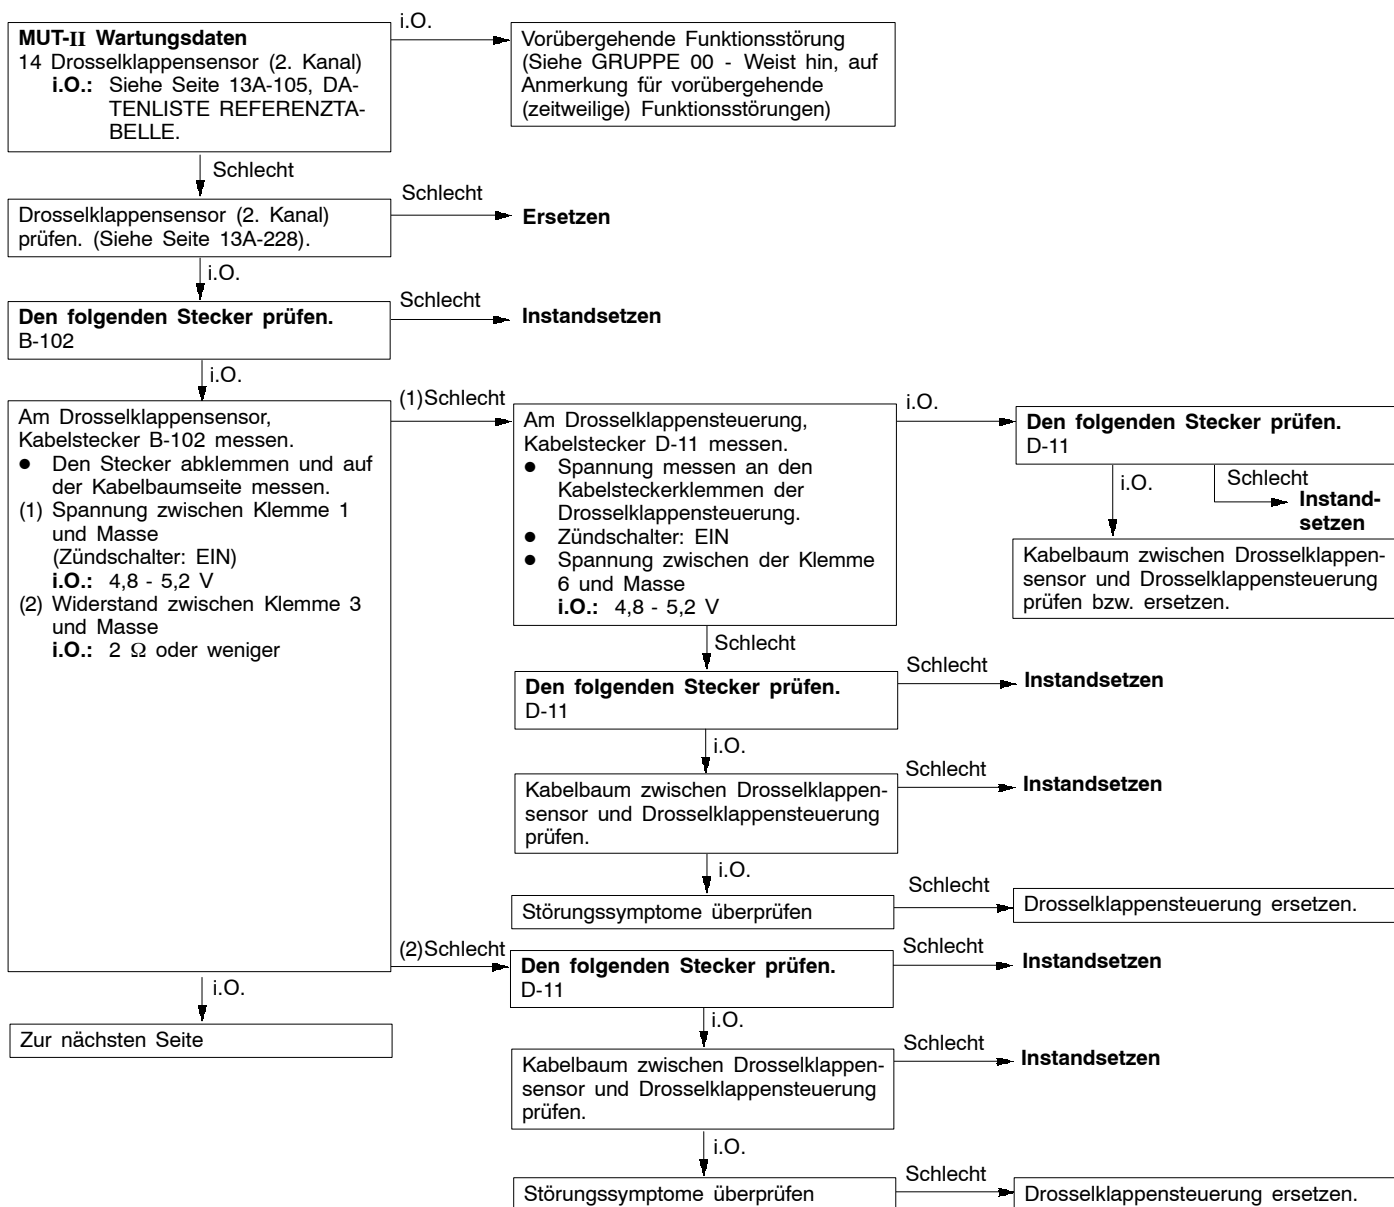 MUT-II Wartungsdaten
14 Drosselklappensensor (2. Kanal)
i.O.: Siehe Seite 13A-105, DA-
TENLISTE REFERENZTA-
BELLE.
i.O.
Vorübergehende Funktionsstörung
(Siehe GRUPPE 00 - Weist hin, auf
Anmerkung für vorübergehende
(zeitweilige) Funktionsstörungen)
Schlecht
Drosselklappensensor (2. Kanal)
prüfen. (Siehe Seite 13A-228).
Schlecht
Ersetzen
i.O.
Den folgenden Stecker prüfen.
B-102
Schlecht
Instandsetzen
i.O.
Am Drosselklappensensor,
Kabelstecker B-102 messen.
● Den Stecker abklemmen und auf
der Kabelbaumseite messen.
(1) Spannung zwischen Klemme 1
und Masse
(Zündschalter: EIN)
i.O.: 4,8 - 5,2 V
(2) Widerstand zwischen Klemme 3
und Masse
i.O.: 2 Ω oder weniger
(1)Schlecht
Am Drosselklappensteuerung,
Kabelstecker D-11 messen.
● Spannung messen an den
Kabelsteckerklemmen der
Drosselklappensteuerung.
● Zündschalter: EIN
● Spannung zwischen der Klemme
6 und Masse
i.O.: 4,8 - 5,2 V
i.O.
Den folgenden Stecker prüfen.
D-11
i.O.
Schlecht
Instand-
setzen
Kabelbaum zwischen Drosselklappen-
sensor und Drosselklappensteuerung
prüfen bzw. ersetzen.
Schlecht
Den folgenden Stecker prüfen.
D-11
Schlecht
Instandsetzen
i.O.
Kabelbaum zwischen Drosselklappen-
sensor und Drosselklappensteuerung
prüfen.
Schlecht
Instandsetzen
i.O.
Störungssymptome überprüfen
Schlecht
Drosselklappensteuerung ersetzen.
(2)Schlecht
Den folgenden Stecker prüfen.
D-11
Schlecht
Instandsetzen
i.O.
Zur nächsten Seite
i.O.
Kabelbaum zwischen Drosselklappen-
sensor und Drosselklappensteuerung
prüfen.
Schlecht
Instandsetzen
i.O.
Störungssymptome überprüfen
Schlecht
Drosselklappensteuerung ersetzen.